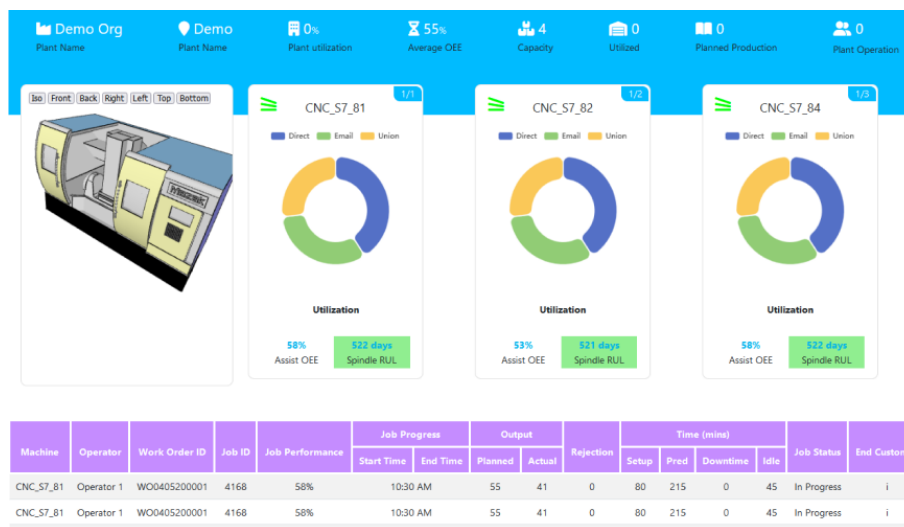 Demo Org
Plant Name
Demo
Plant Name
0%
Plant utilization
55%
Average OEE
4
Capacity
0
Utilized
0
Planned Production
0
Plant Operation
Iso Front Back Right Left Top Bottom
1/1
CNC_S7_81
Direct Email Union
Utilization
58%
Assist OEE
522 days
Spindle RUL
1/2
CNC_S7_82
Direct Email Union
Utilization
53%
Assist OEE
521 days
Spindle RUL
1/3
CNC_S7_84
Direct Email Union
Utilization
58%
Assist OEE
522 days
Spindle RUL
Job Progress Output Time (mins)
Machine Operator Work Order ID Job ID Job Performance Rejection Job Status End Custom
Start Time End Time Planned Actual Setup Pred Downtime Idle
CNC_S7_81 Operator 1 WO0405200001 4168 58% 10:30 AM 55 41 0 80 215 0 45 In Progress i
CNC_S7_81 Operator 1 WO0405200001 4168 58% 10:30 AM 55 41 0 80 215 0 45 In Progress i